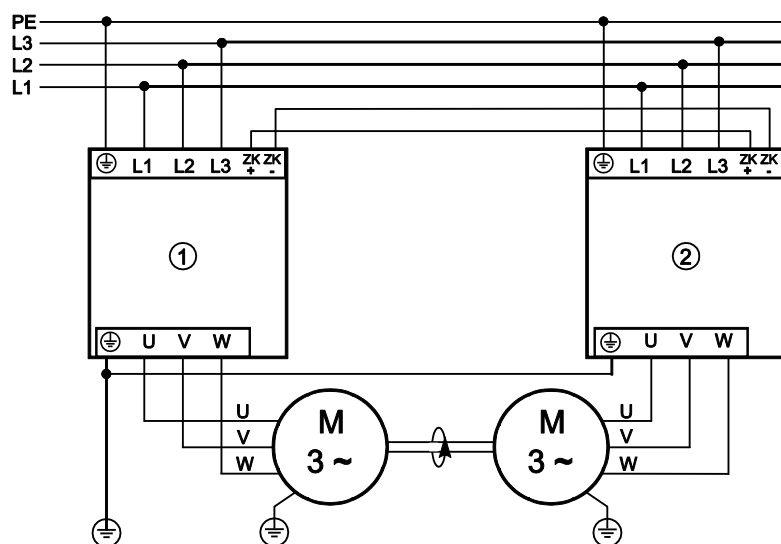 PE
L3
L2
L1
L1 L2 L3 ZK + ZK -
L1 L2 L3 ZK + ZK -
1
2
U V W
U V W
U
V
W
M
3 ~
M
3 ~
U
V
W